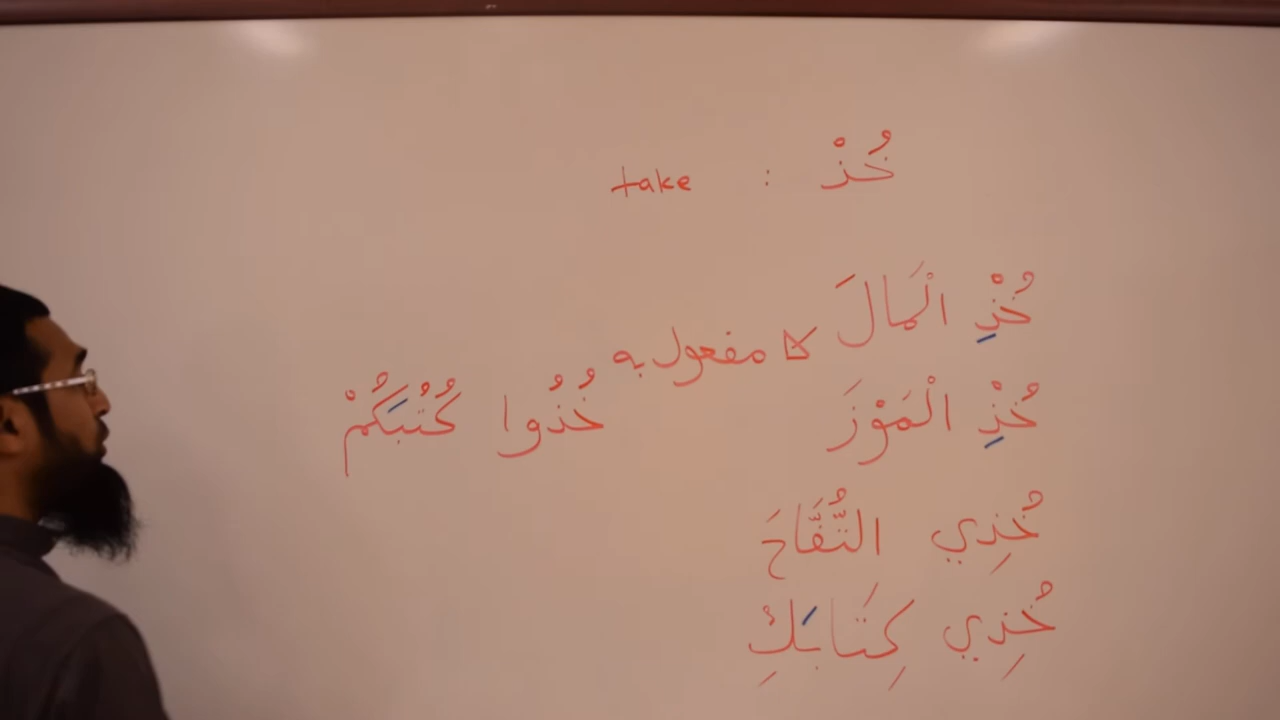 خُذْ : take
خُذِ الْمَالَ کا مفعول بہ
خُذِ الْمَوْزَ خُذُوا كُتُبَكُمْ
خُذِي التُّفَّاحَ
خُذِي كِتَابَكِ